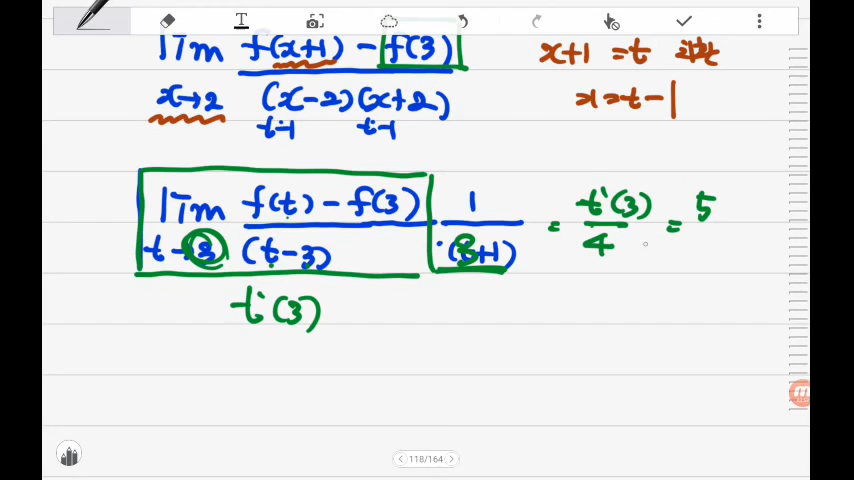 lim f(x+1) - f(3)
x→2 (x-2)(x+2)
t-1 t-1
x+1 = t
x = t - 1
lim f(t) - f(3) 1
t→3 (t-3) · (t+1)
= f'(3) = 5
4
f'(3)
118/164